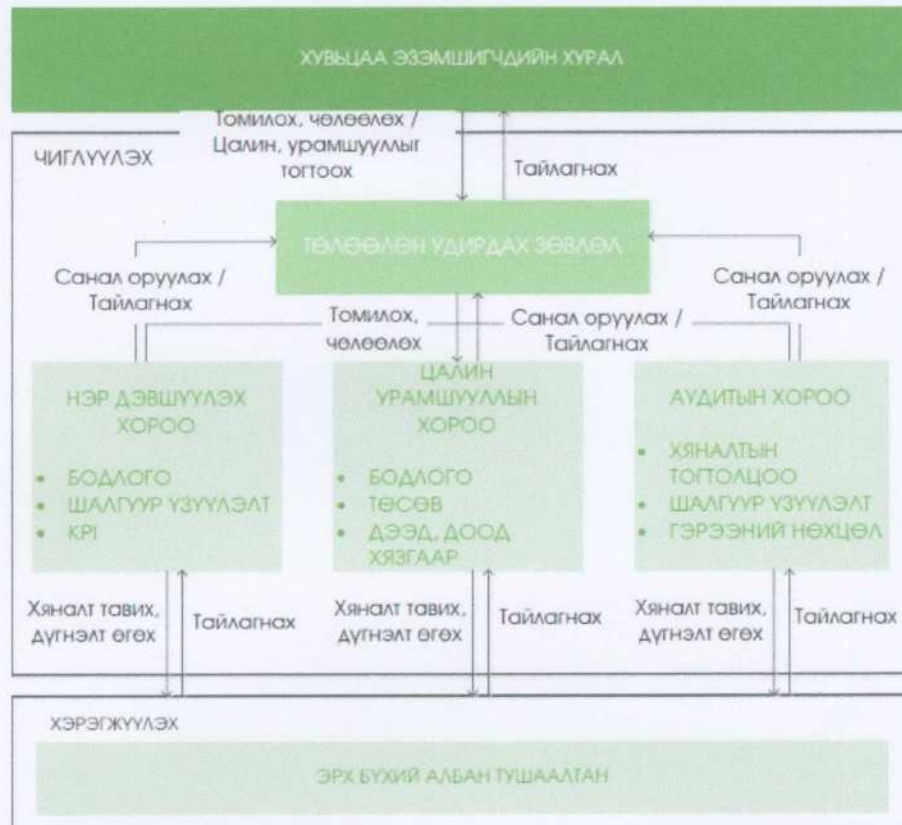 ХУВЬЦАА ЭЗЭМШИГЧДИЙН ХУРАЛ
Томилох, чөлөөлөх /
Цалин, урамшууллыг
тогтоох
ЧИГЛҮҮЛЭХ
Тайлагнах
ТӨЛӨӨЛӨН УДИРДАХ ЗӨВЛӨЛ
Санал оруулах /
Тайлагнах
Томилох,
чөлөөлөх
Санал оруулах /
Тайлагнах
Санал оруулах /
Тайлагнах
НЭР ДЭВШҮҮЛЭХ
ХОРОО
• БОДЛОГО
• ШАЛГУУР ҮЗҮҮЛЭЛТ
• KPI
ЦАЛИН
УРАМШУУЛЛЫН
ХОРОО
• БОДЛОГО
• ТӨСӨВ
• ДЭЭД, ДООД
ХЯЗГААР
АУДИТЫН ХОРОО
• ХЯНАЛТЫН
ТОГТОЛЦОО
• ШАЛГУУР ҮЗҮҮЛЭЛТ
• ГЭРЭЭНИЙ НӨХЦӨЛ
Хяналт тавих,
дүгнэлт өгөх
Тайлагнах
Хяналт тавих,
дүгнэлт өгөх
Тайлагнах
Хяналт тавих,
дүгнэлт өгөх
Тайлагнах
ХЭРЭГЖҮҮЛЭХ
ЭРХ БҮХИЙ АЛБАН ТУШААЛТАН